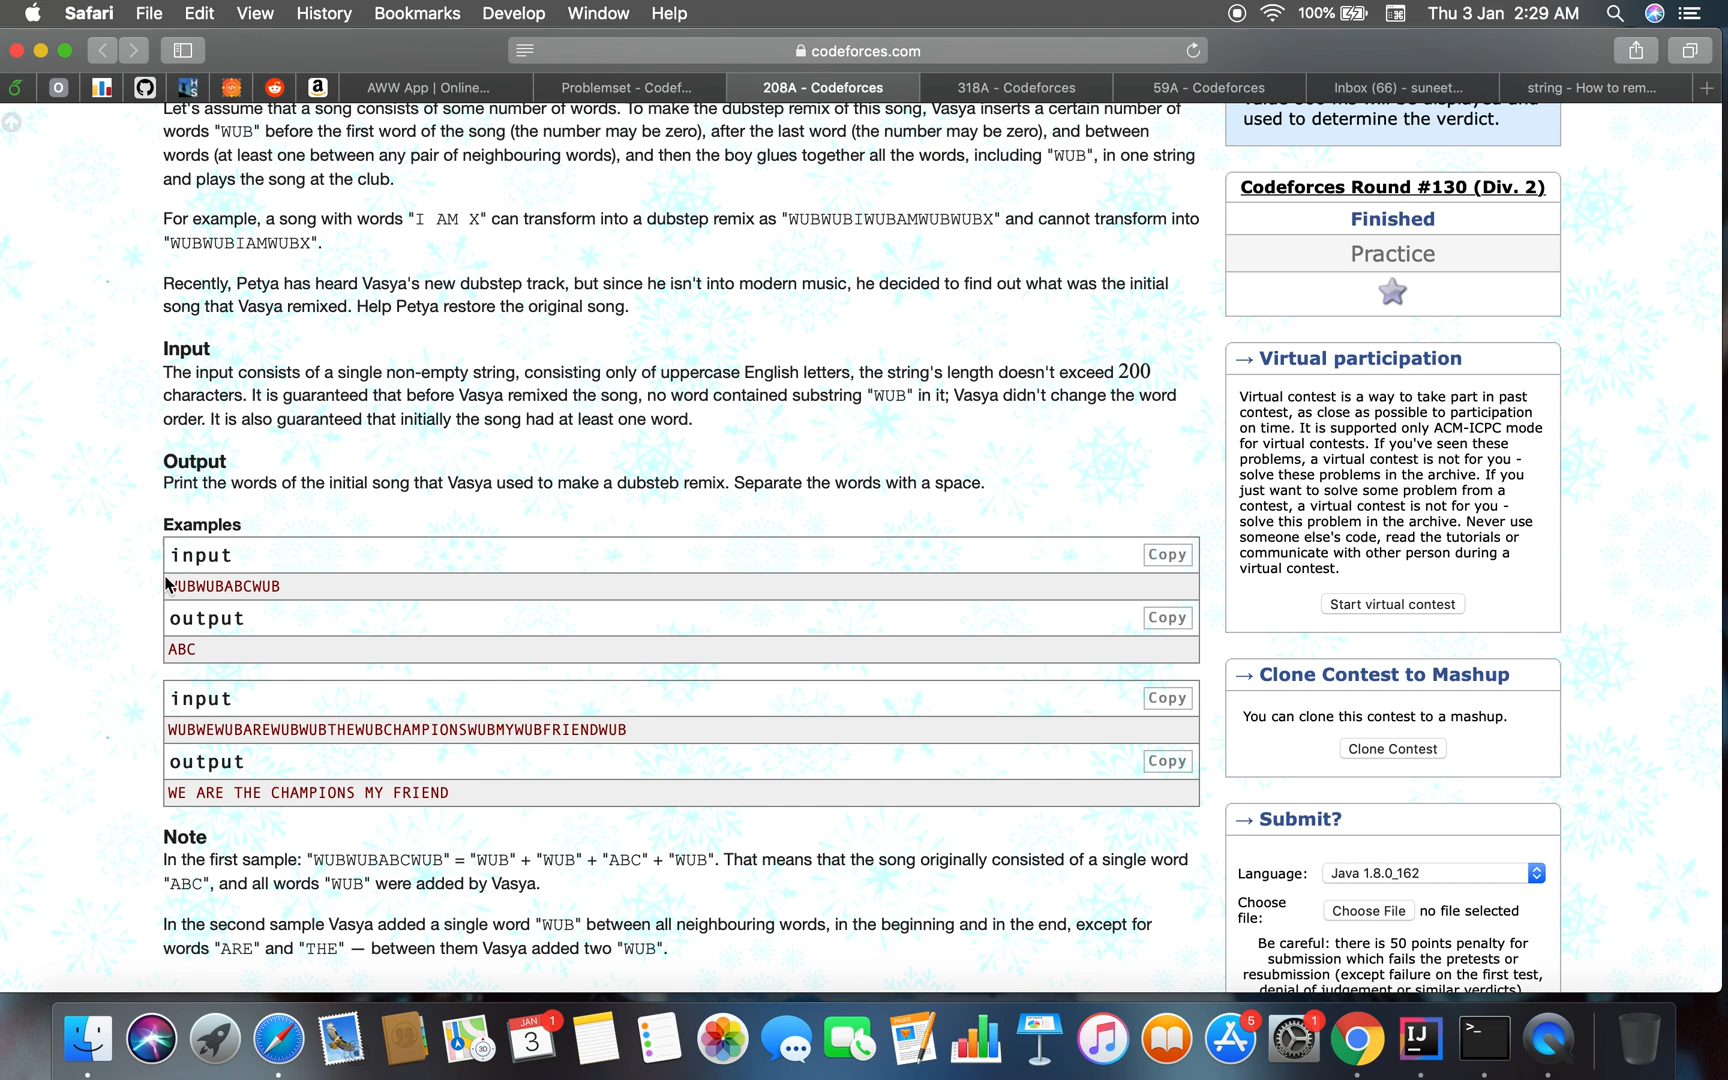 Safari File Edit View History Bookmarks Develop Window Help
100% Thu 3 Jan 2:29 AM
codeforces.com
AWW App | Online...
Problemset - Codef...
208A - Codeforces
318A - Codeforces
59A - Codeforces
Inbox (66) - suneet...
string - How to rem...
Let's assume that a song consists of some number of words. To make the dubstep remix of this song, Vasya inserts a certain number of
words "WUB" before the first word of the song (the number may be zero), after the last word (the number may be zero), and between
words (at least one between any pair of neighbouring words), and then the boy glues together all the words, including "WUB", in one string
and plays the song at the club.
For example, a song with words "I AM X" can transform into a dubstep remix as "WUBWUBIWUBAMWUBWUBX" and cannot transform into
"WUBWUBIAMWUBX".
Recently, Petya has heard Vasya's new dubstep track, but since he isn't into modern music, he decided to find out what was the initial
song that Vasya remixed. Help Petya restore the original song.
Input
The input consists of a single non-empty string, consisting only of uppercase English letters, the string's length doesn't exceed 200
characters. It is guaranteed that before Vasya remixed the song, no word contained substring "WUB" in it; Vasya didn't change the word
order. It is also guaranteed that initially the song had at least one word.
Output
Print the words of the initial song that Vasya used to make a dubsteb remix. Separate the words with a space.
Examples
input Copy
WUBWUBABCWUB
output Copy
ABC
input Copy
WUBWEWUBAREWUBWUBTHEWUBCHAMPIONSWUBMYWUBFRIENDWUB
output Copy
WE ARE THE CHAMPIONS MY FRIEND
Note
In the first sample: "WUBWUBABCWUB" = "WUB" + "WUB" + "ABC" + "WUB". That means that the song originally consisted of a single word
"ABC", and all words "WUB" were added by Vasya.
In the second sample Vasya added a single word "WUB" between all neighbouring words, in the beginning and in the end, except for
words "ARE" and "THE" — between them Vasya added two "WUB".
used to determine the verdict.
Codeforces Round #130 (Div. 2)
Finished
Practice
→ Virtual participation
Virtual contest is a way to take part in past
contest, as close as possible to participation
on time. It is supported only ACM-ICPC mode
for virtual contests. If you've seen these
problems, a virtual contest is not for you -
solve these problems in the archive. If you
just want to solve some problem from a
contest, a virtual contest is not for you -
solve this problem in the archive. Never use
someone else's code, read the tutorials or
communicate with other person during a
virtual contest.
Start virtual contest
→ Clone Contest to Mashup
You can clone this contest to a mashup.
Clone Contest
→ Submit?
Language: Java 1.8.0_162
Choose
file: Choose File no file selected
Be careful: there is 50 points penalty for
submission which fails the pretests or
resubmission (except failure on the first test,
denial of judgement or similar verdicts)
JAN 1
3
3D
5
1
IJ
>_